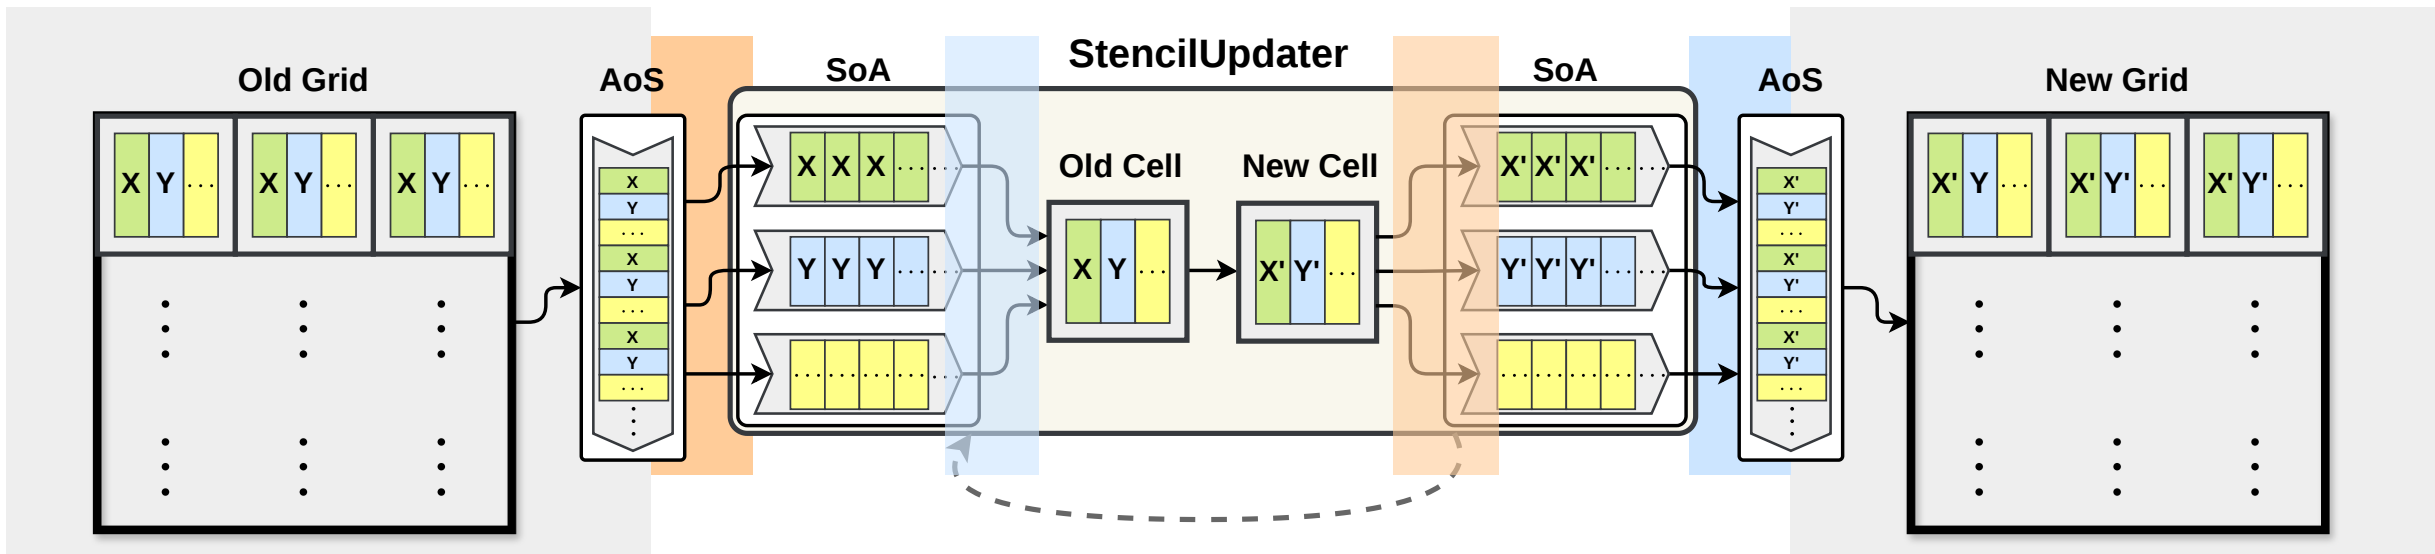 StencilUpdater
Old Grid
AoS
SoA
SoA
AoS
New Grid
X Y ... X Y ... X Y ...
X
Y
...
X
Y
...
X
Y
...
X X X ......
Y Y Y ......
..................
Old Cell
X Y ...
New Cell
X' Y' ...
X' X' X' ......
Y' Y' Y' ......
..................
X'
Y'
...
X'
Y'
...
X'
Y'
...
X' Y ... X' Y' ... X' Y' ...